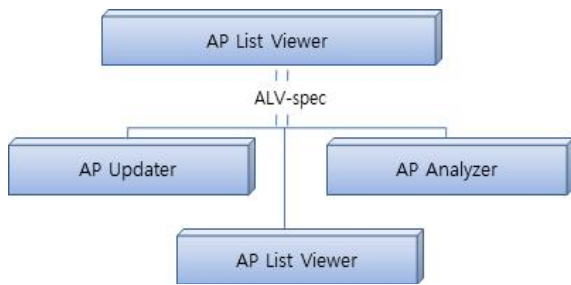 AP List Viewer
ALV-spec
AP Updater
AP Analyzer
AP List Viewer